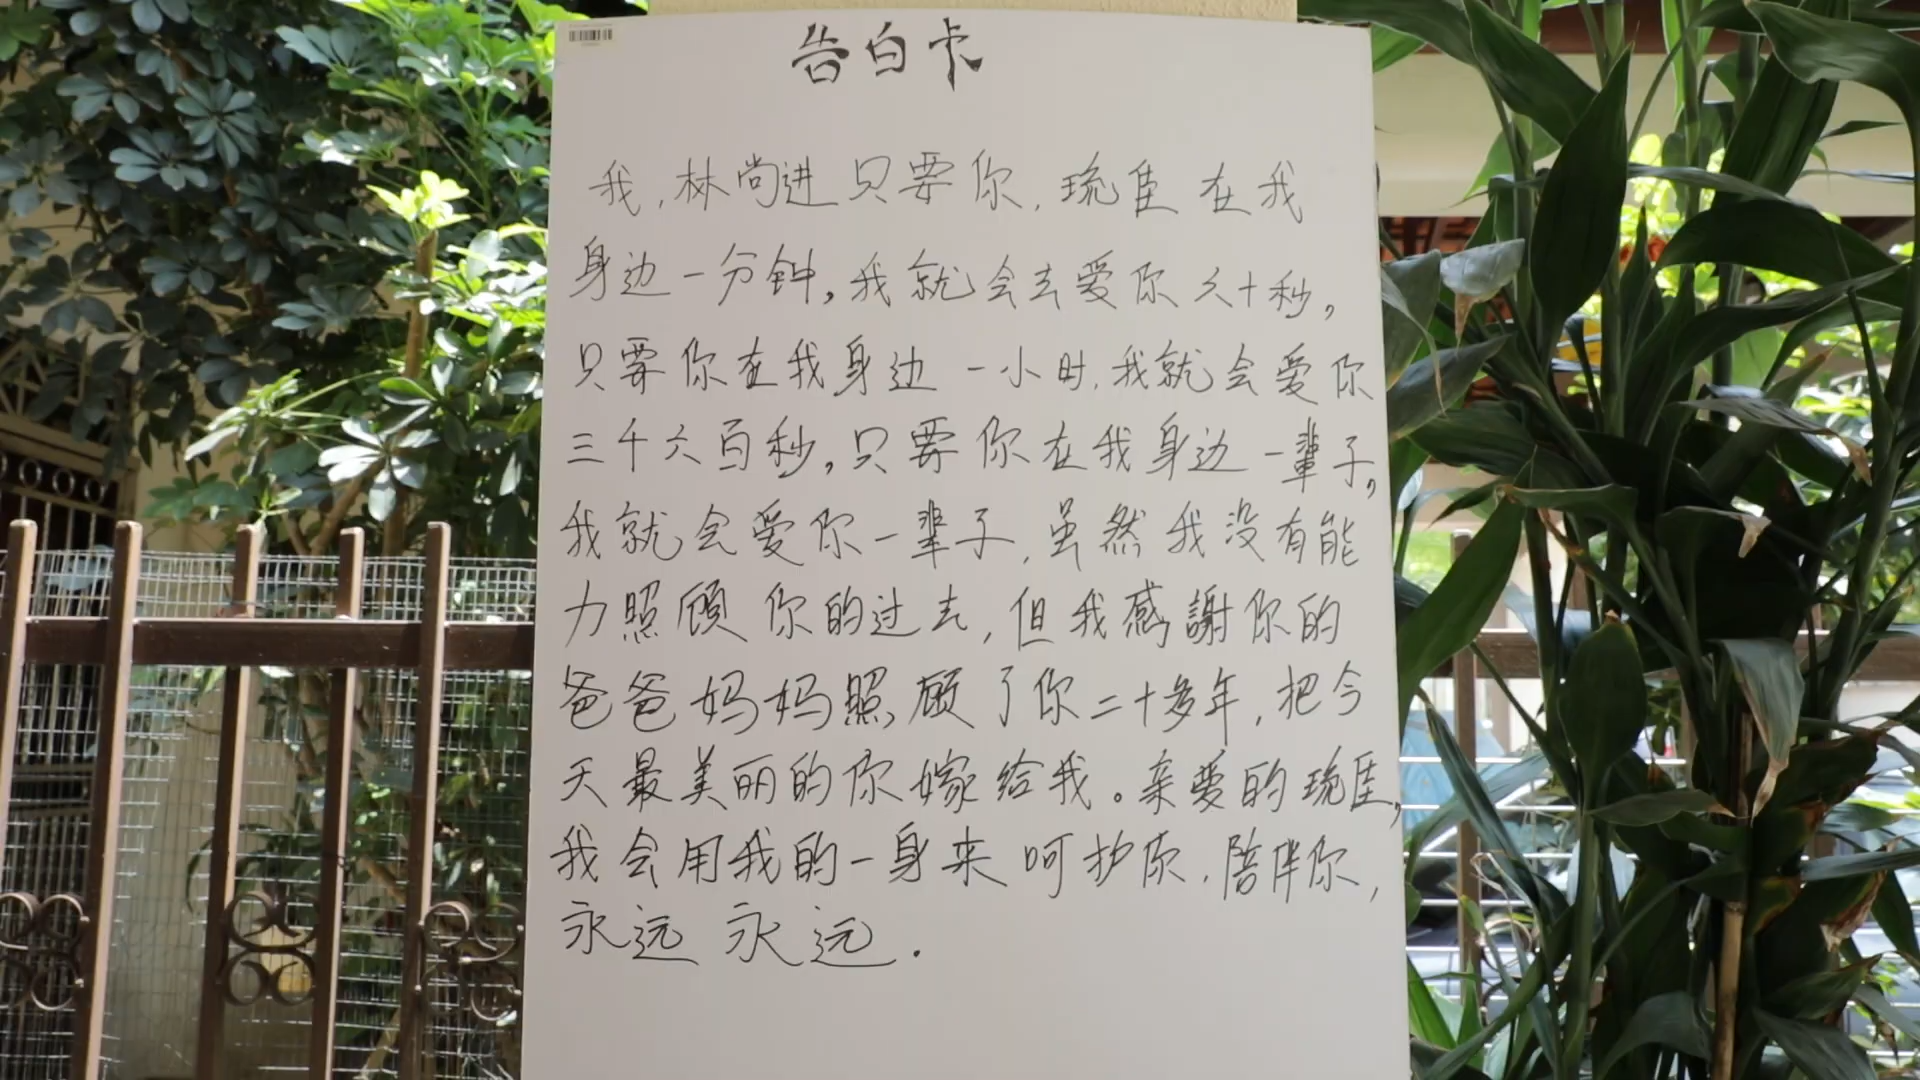 告白卡
我,林尚进只要你,琉隹在我
身边一分钟,我就会去爱你六十秒,
只要你在我身边一小时,我就会爱你
三千六百秒,只要你在我身边一輩子,
我就会爱你一輩子,虽然我没有能
力照顾你的过去,但我感謝你的
爸爸妈妈照顾了你二十多年,把今
天最美丽的你嫁给我。亲爱的琉隹,
我会用我的一身来呵护你,陪伴你,
永远永远.